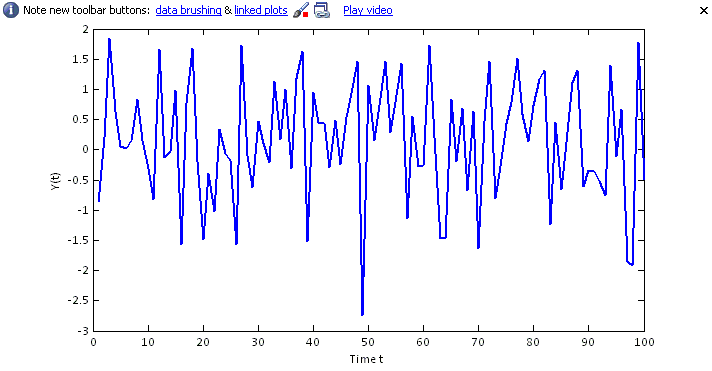 Note new toolbar buttons: data brushing & linked plots Play video
2
1.5
1
0.5
0
-0.5
-1
-1.5
-2
-2.5
-3
Y(t)
0 10 20 30 40 50 60 70 80 90 100
Time t